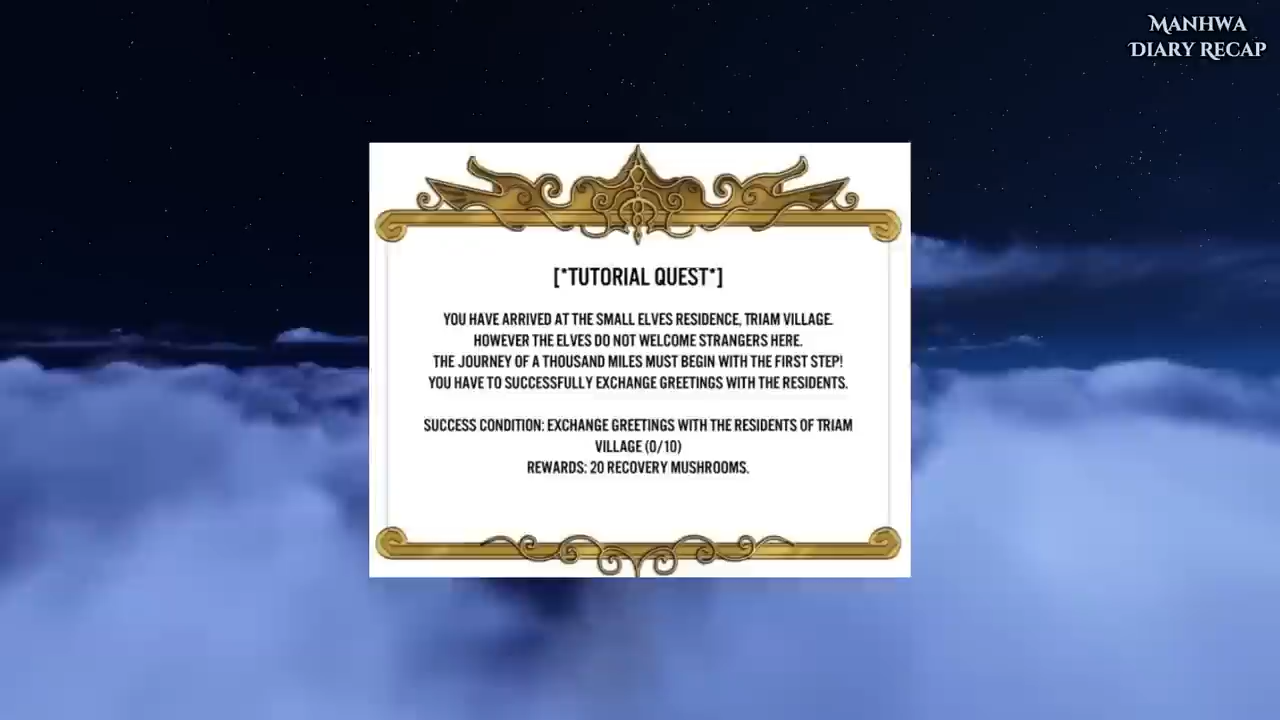 MANHWA
DIARY RECAP
[*TUTORIAL QUEST*]
YOU HAVE ARRIVED AT THE SMALL ELVES RESIDENCE, TRIAM VILLAGE.
HOWEVER THE ELVES DO NOT WELCOME STRANGERS HERE.
THE JOURNEY OF A THOUSAND MILES MUST BEGIN WITH THE FIRST STEP!
YOU HAVE TO SUCCESSFULLY EXCHANGE GREETINGS WITH THE RESIDENTS.
SUCCESS CONDITION: EXCHANGE GREETINGS WITH THE RESIDENTS OF TRIAM
VILLAGE (0/10)
REWARDS: 20 RECOVERY MUSHROOMS.